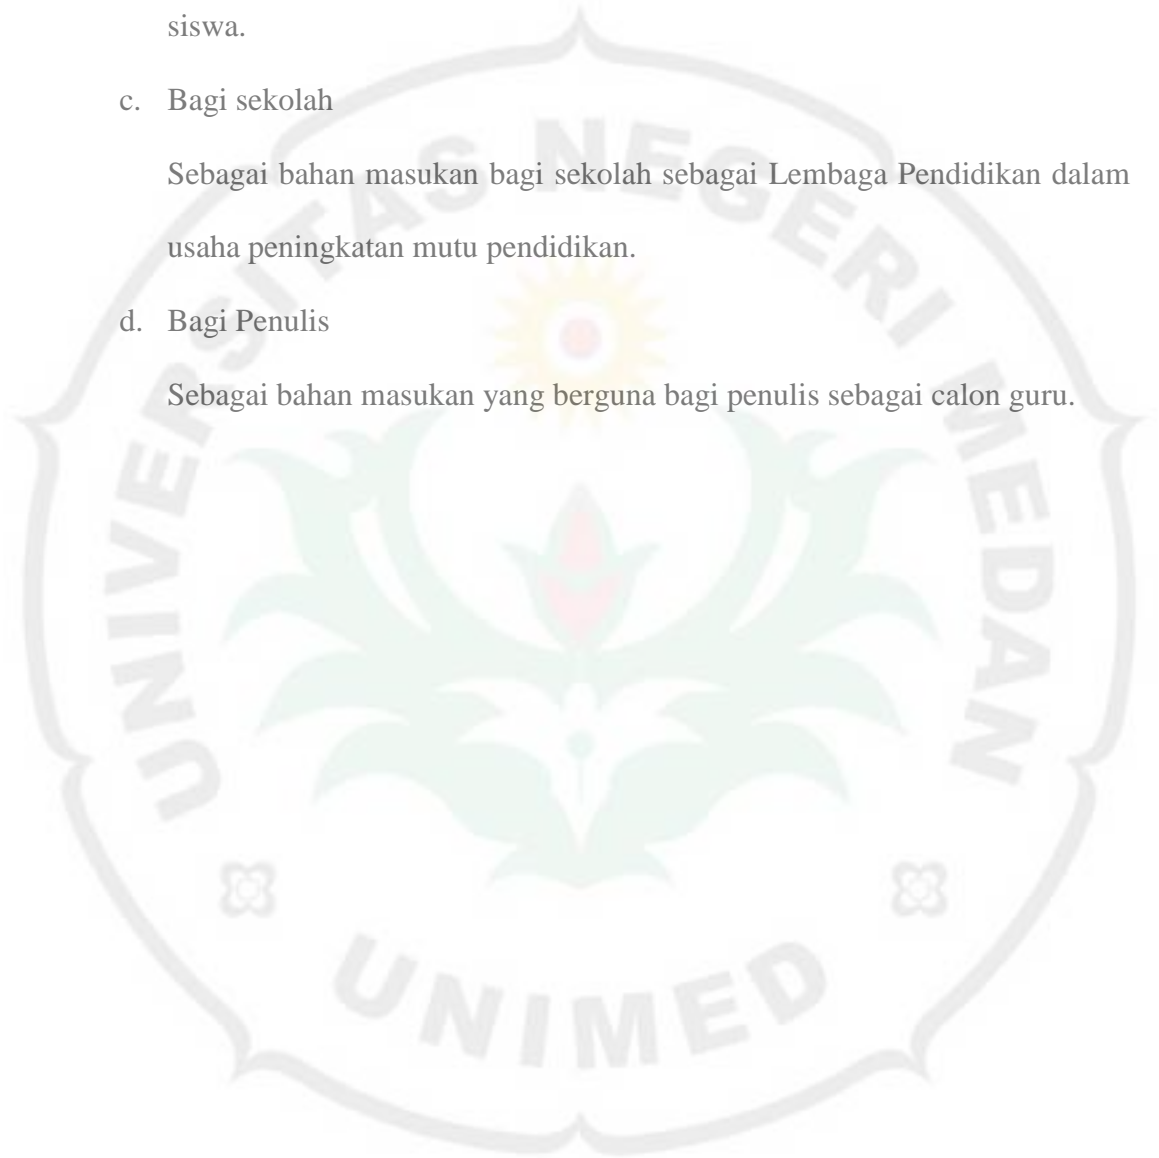 siswa.
c. Bagi sekolah
Sebagai bahan masukan bagi sekolah sebagai Lembaga Pendidikan dalam
usaha peningkatan mutu pendidikan.
d. Bagi Penulis
Sebagai bahan masukan yang berguna bagi penulis sebagai calon guru.
UNIVERSITAS NEGERI MEDAN
UNIMED